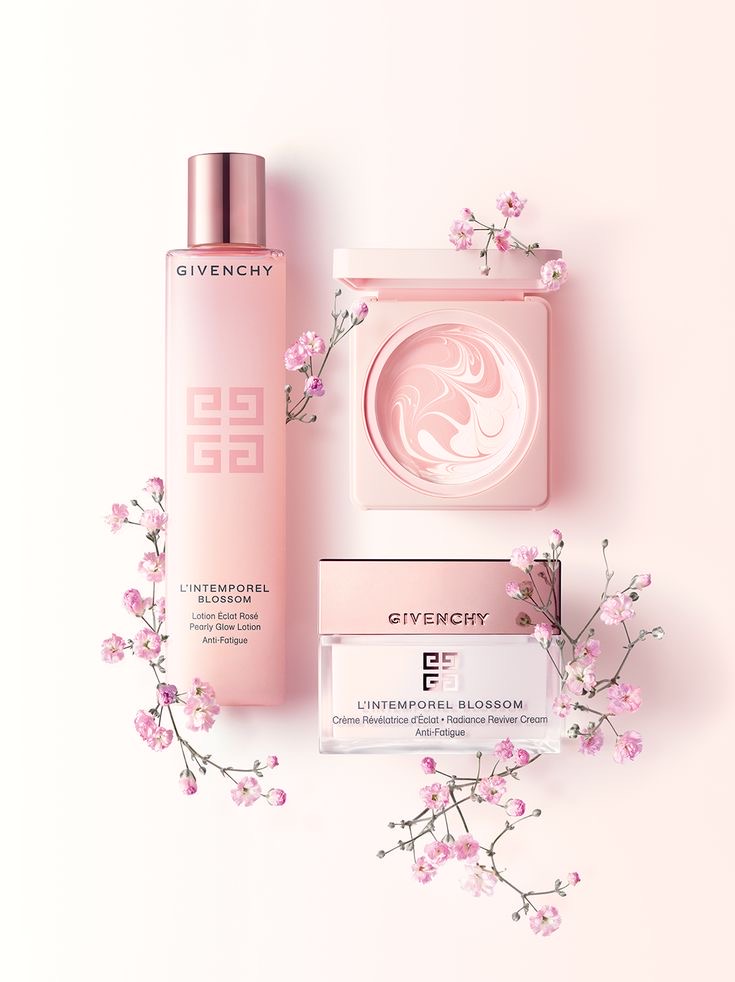 GIVENCHY
L'INTEMPOREL
BLOSSOM
Lotion Éclat Rosé
Pearly Glow Lotion
Anti-Fatigue
GIVENCHY
L'INTEMPOREL BLOSSOM
Crème Révélatrice d'Éclat • Radiance Reviver Cream
Anti-Fatigue